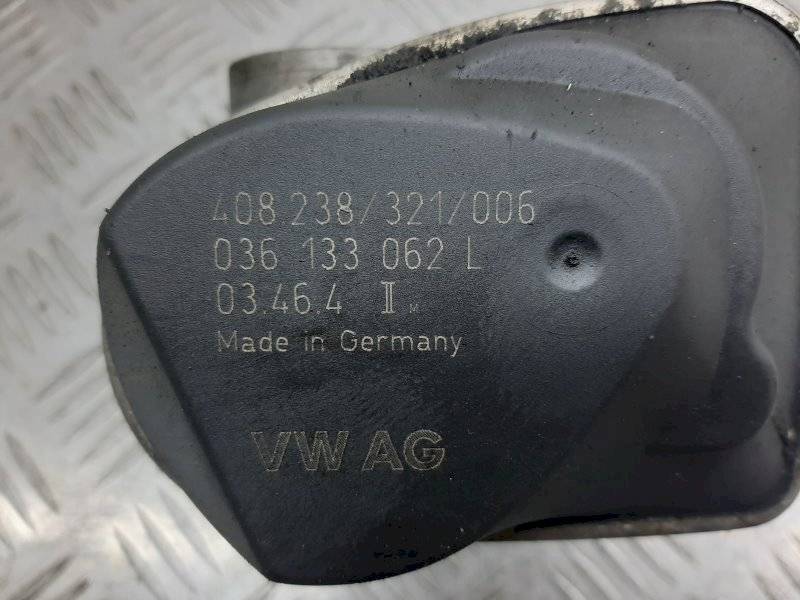 408 238/321/006
036 133 062 L
03.46.4 II M
Made in Germany
VW AG